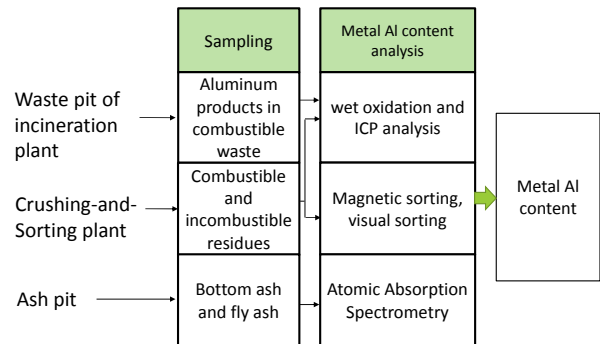 Sampling
Metal Al content
analysis
Waste pit of
incineration
plant
Aluminum
products in
combustible
waste
wet oxidation and
ICP analysis
Crushing-and-
Sorting plant
Combustible
and
incombustible
residues
Magnetic sorting,
visual sorting
Metal Al
content
Ash pit
Bottom ash
and fly ash
Atomic Absorption
Spectrometry